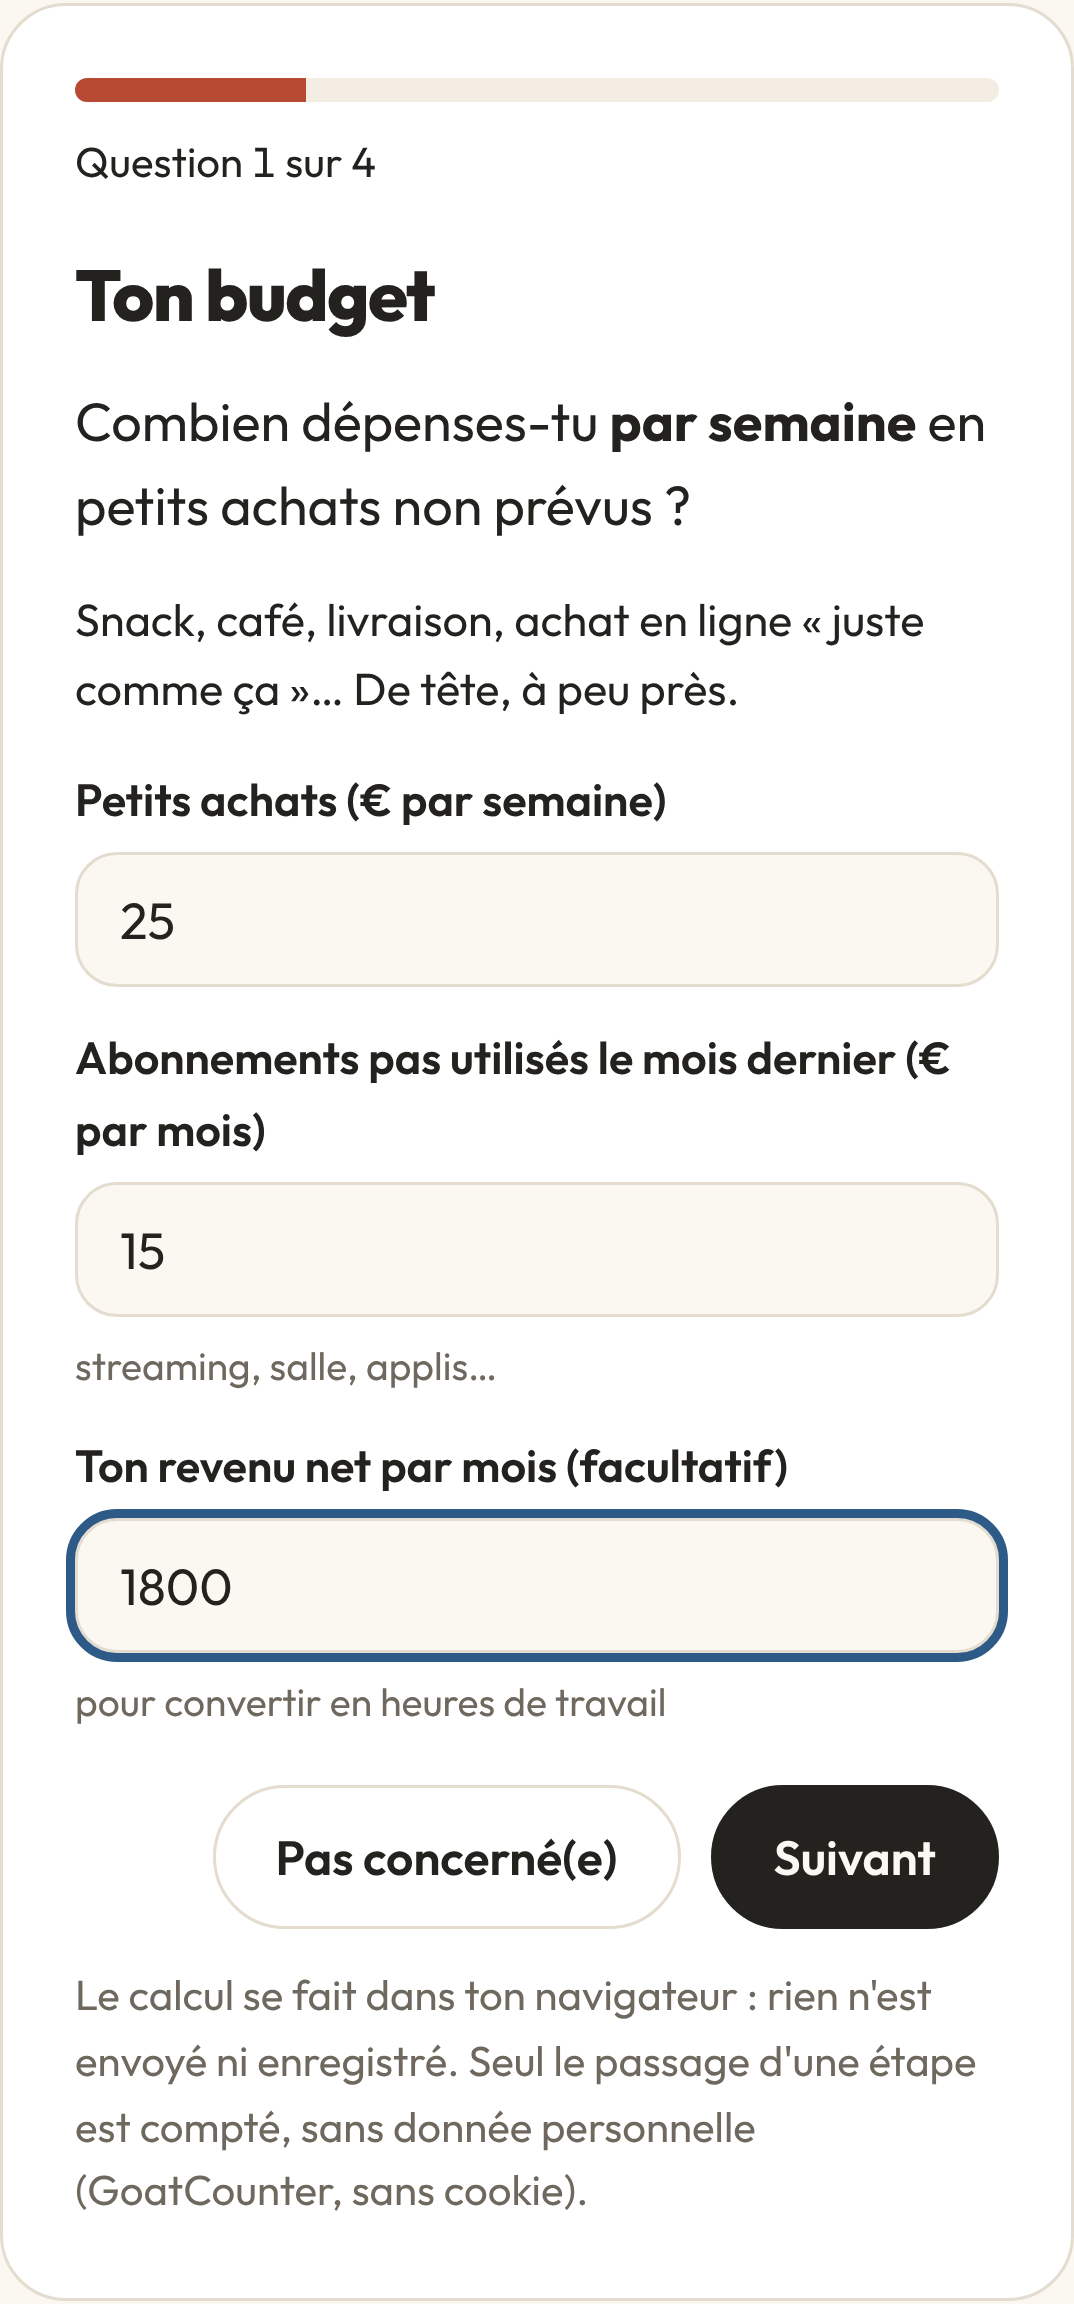 Question 1 sur 4
Ton budget
Combien dépenses-tu par semaine en
petits achats non prévus ?
Snack, café, livraison, achat en ligne « juste
comme ça »… De tête, à peu près.
Petits achats (€ par semaine)
25
Abonnements pas utilisés le mois dernier (€
par mois)
15
streaming, salle, applis…
Ton revenu net par mois (facultatif)
1800
pour convertir en heures de travail
Pas concerné(e)
Suivant
Le calcul se fait dans ton navigateur : rien n'est
envoyé ni enregistré. Seul le passage d'une étape
est compté, sans donnée personnelle
(GoatCounter, sans cookie).